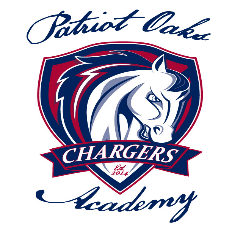 Patriot Oaks
CHARGERS
Est.
2014
Academy